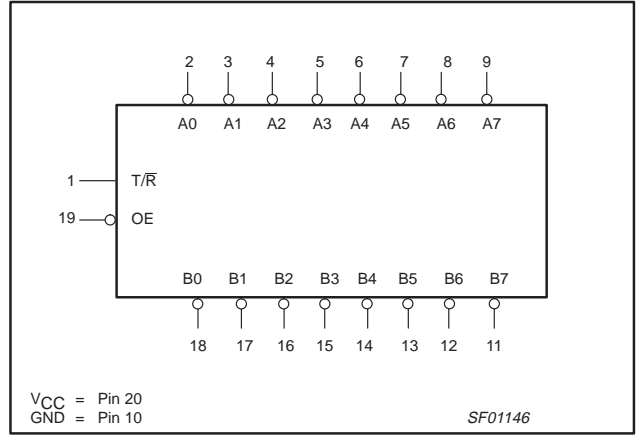 2 3 4 5 6 7 8 9
A0 A1 A2 A3 A4 A5 A6 A7
1 T/R̅
19 OE
B0 B1 B2 B3 B4 B5 B6 B7
18 17 16 15 14 13 12 11
VCC = Pin 20
GND = Pin 10
SF01146